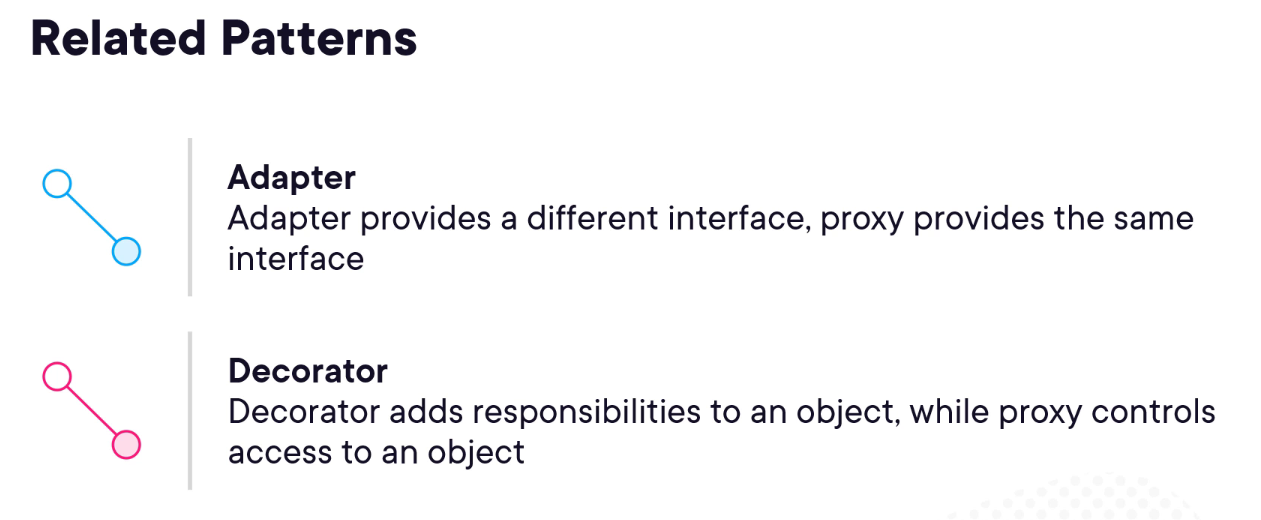 Related Patterns
Adapter
Adapter provides a different interface, proxy provides the same
interface
Decorator
Decorator adds responsibilities to an object, while proxy controls
access to an object